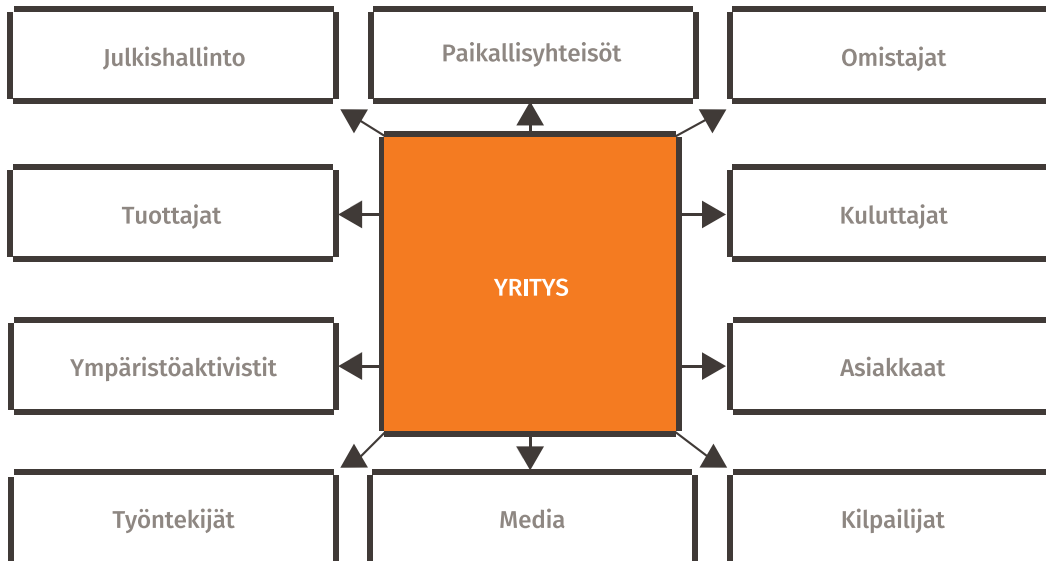 Julkishallinto
Paikallisyhteisöt
Omistajat
Tuottajat
Kuluttajat
YRITYS
Ympäristöaktivistit
Asiakkaat
Työntekijät
Media
Kilpailijat